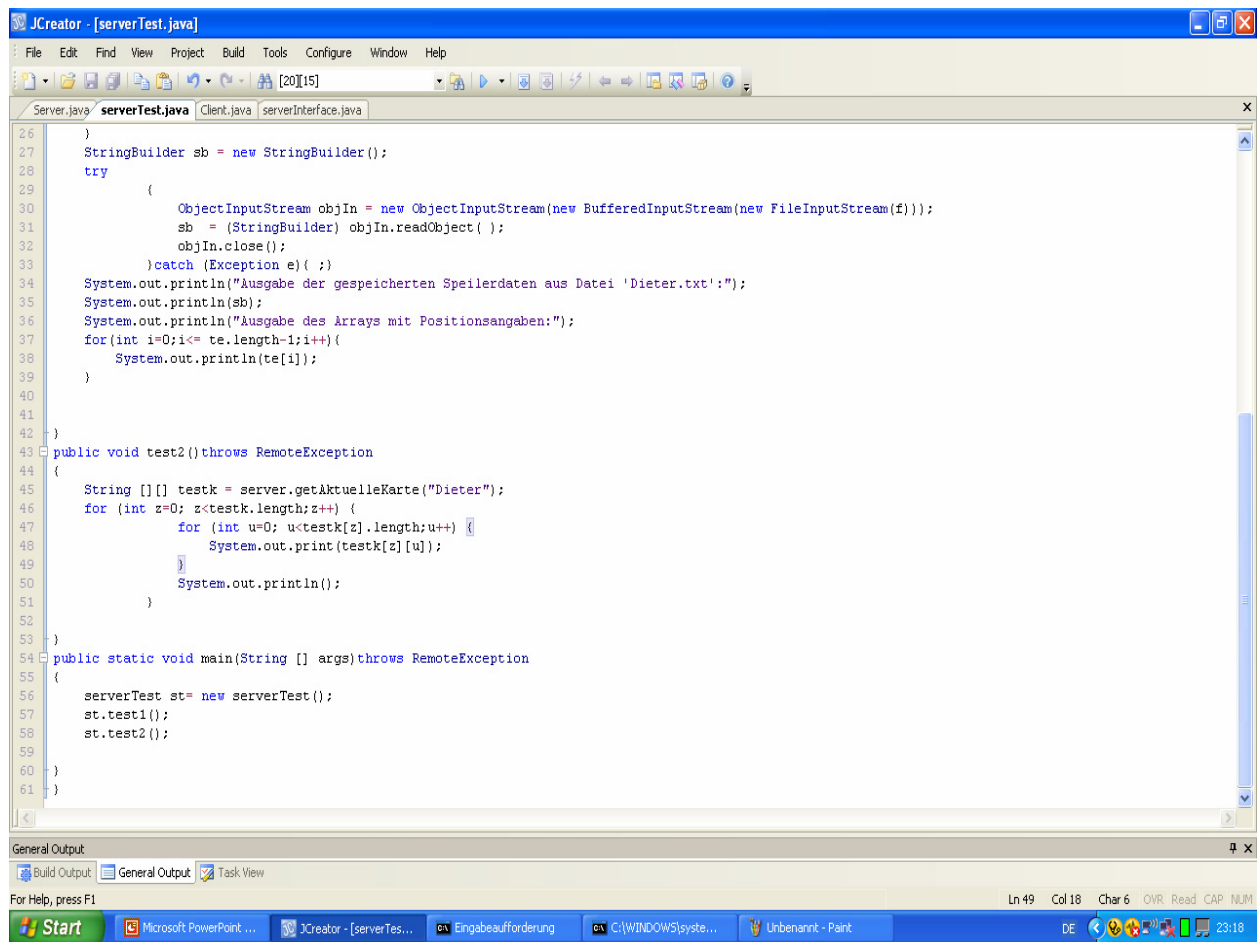 JCreator - [serverTest.java]
File Edit Find View Project Build Tools Configure Window Help
[20][15]
Server.java serverTest.java Client.java serverInterface.java
26 }
27 StringBuilder sb = new StringBuilder();
28 try
29 {
30 ObjectInputStream objIn = new ObjectInputStream(new BufferedInputStream(new FileInputStream(f)));
31 sb = (StringBuilder) objIn.readObject( );
32 objIn.close();
33 }catch (Exception e){ ;}
34 System.out.println("Ausgabe der gespeicherten Speilerdaten aus Datei 'Dieter.txt':");
35 System.out.println(sb);
36 System.out.println("Ausgabe des Arrays mit Positionsangaben:");
37 for(int i=0;i<= te.length-1;i++){
38 System.out.println(te[i]);
39 }
40
41
42 }
43 public void test2()throws RemoteException
44 {
45 String [][] testk = server.getAktuelleKarte("Dieter");
46 for (int z=0; z<testk.length;z++) {
47 for (int u=0; u<testk[z].length;u++) {
48 System.out.print(testk[z][u]);
49 }
50 System.out.println();
51 }
52
53 }
54 public static void main(String [] args)throws RemoteException
55 {
56 serverTest st= new serverTest();
57 st.test1();
58 st.test2();
59
60 }
61 }
General Output
Build Output General Output Task View
For Help, press F1 Ln 49 Col 18 Char 6 OVR Read CAP NUM
Start Microsoft PowerPoint ... JCreator - [serverTes... Eingabeaufforderung C:\WINDOWS\syste... Unbenannt - Paint DE 23:18